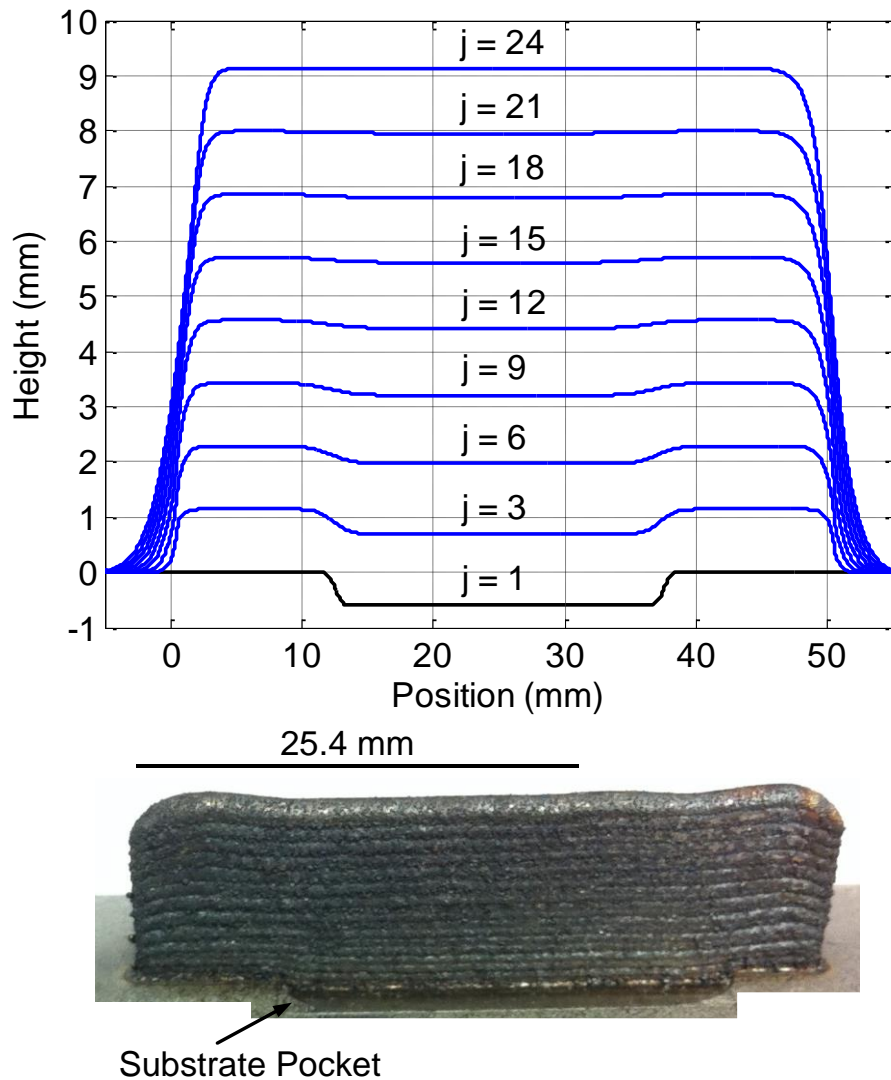 10
9
8
7
6
5
4
3
2
1
0
-1
Height (mm)
j = 24
j = 21
j = 18
j = 15
j = 12
j = 9
j = 6
j = 3
j = 1
0 10 20 30 40 50
Position (mm)
25.4 mm
Substrate Pocket